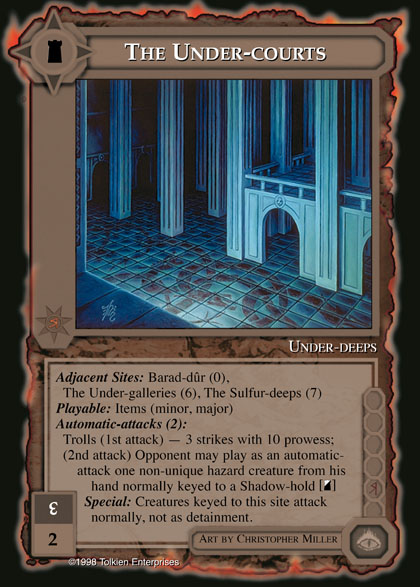 THE UNDER-COURTS
UNDER-DEEPS
Adjacent Sites: Barad-dûr (0),
The Under-galleries (6), The Sulfur-deeps (7)
Playable: Items (minor, major)
Automatic-attacks (2):
Trolls (1st attack) — 3 strikes with 10 prowess;
(2nd attack) Opponent may play as an automatic-
attack one non-unique hazard creature from his
hand normally keyed to a Shadow-hold []
Special: Creatures keyed to this site attack
normally, not as detainment.
ε
2
ART BY CHRISTOPHER MILLER
©1998 Tolkien Enterprises